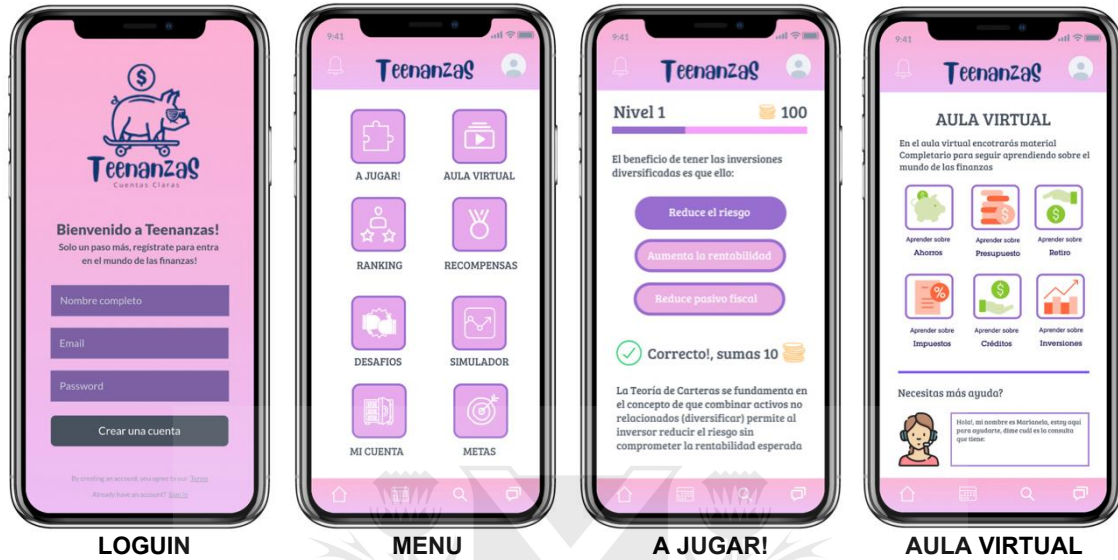 $
Teenanzas
Cuentas Claras
Bienvenido a Teenanzas!
Solo un paso más, regístrate para entra
en el mundo de las finanzas!
Nombre completo
Email
Password
Crear una cuenta
By creating an account, you agree to our Terms
Already have an account? Sign in
LOGUIN
9:41
Teenanzas
A JUGAR!
AULA VIRTUAL
RANKING
RECOMPENSAS
DESAFIOS
SIMULADOR
MI CUENTA
METAS
MENU
9:41
Teenanzas
Nivel 1
100
El beneficio de tener las inversiones
diversificadas es que ello:
Reduce el riesgo
Aumenta la rentabilidad
Reduce pasivo fiscal
Correcto!, sumas 10
La Teoría de Carteras se fundamenta en
el concepto de que combinar activos no
relacionados (diversificar) permite al
inversor reducir el riesgo sin
comprometer la rentabilidad esperada
A JUGAR!
9:41
Teenanzas
AULA VIRTUAL
En el aula virtual encotrarás material
Completario para seguir aprendiendo sobre el
mundo de las finanzas
$
$
Aprender sobre
Ahorros
Aprender sobre
Presupuesto
Aprender sobre
Retiro
%
$
Aprender sobre
Impuestos
Aprender sobre
Créditos
Aprender sobre
Inversiones
Necesitas más ayuda?
Hola!, mi nombre es Marianela, estoy aquí
para ayudarte, dime cuál es la consulta
que tiene:
AULA VIRTUAL